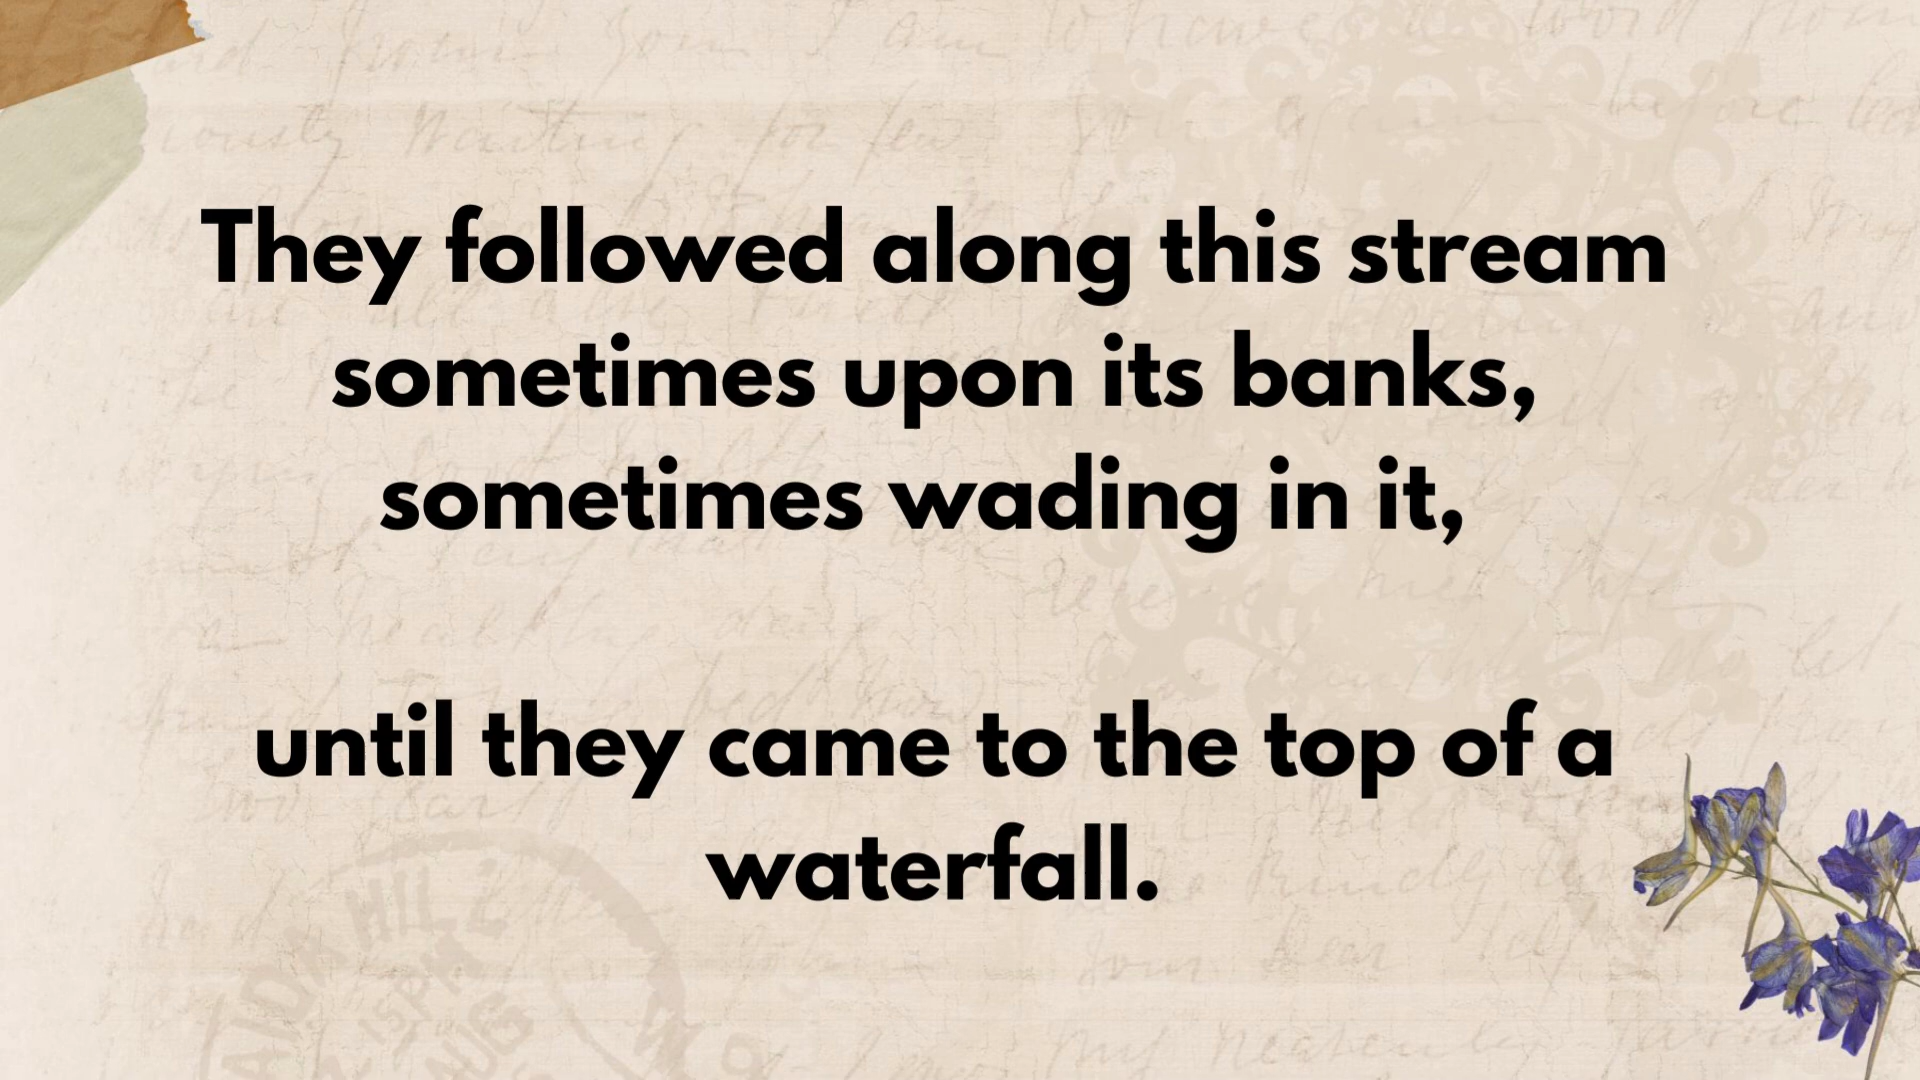 They followed along this stream
sometimes upon its banks,
sometimes wading in it,
until they came to the top of a
waterfall.